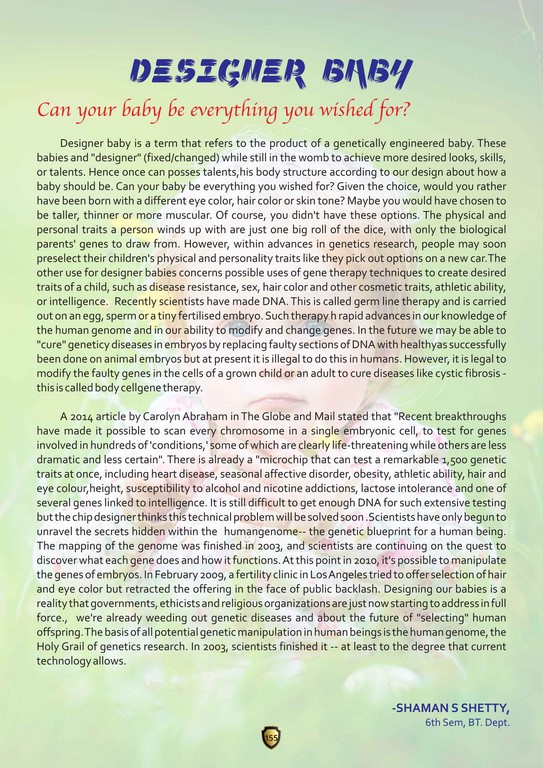 DESIGNER BABY
Can your baby be everything you wished for?
Designer baby is a term that refers to the product of a genetically engineered baby. These
babies and "designer" (fixed/changed) while still in the womb to achieve more desired looks, skills,
or talents. Hence once can posses talents,his body structure according to our design about how a
baby should be. Can your baby be everything you wished for? Given the choice, would you rather
have been born with a different eye color, hair color or skin tone? Maybe you would have chosen to
be taller, thinner or more muscular. Of course, you didn't have these options. The physical and
personal traits a person winds up with are just one big roll of the dice, with only the biological
parents' genes to draw from. However, within advances in genetics research, people may soon
preselect their children's physical and personality traits like they pick out options on a new car.The
other use for designer babies concerns possible uses of gene therapy techniques to create desired
traits of a child, such as disease resistance, sex, hair color and other cosmetic traits, athletic ability,
or intelligence. Recently scientists have made DNA. This is called germ line therapy and is carried
out on an egg, sperm or a tiny fertilised embryo. Such therapy h rapid advances in our knowledge of
the human genome and in our ability to modify and change genes. In the future we may be able to
"cure" geneticy diseases in embryos by replacing faulty sections of DNA with healthyas successfully
been done on animal embryos but at present it is illegal to do this in humans. However, it is legal to
modify the faulty genes in the cells of a grown child or an adult to cure diseases like cystic fibrosis -
this is called body cellgene therapy.
A 2014 article by Carolyn Abraham in The Globe and Mail stated that "Recent breakthroughs
have made it possible to scan every chromosome in a single embryonic cell, to test for genes
involved in hundreds of 'conditions,' some of which are clearly life-threatening while others are less
dramatic and less certain". There is already a "microchip that can test a remarkable 1,500 genetic
traits at once, including heart disease, seasonal affective disorder, obesity, athletic ability, hair and
eye colour,height, susceptibility to alcohol and nicotine addictions, lactose intolerance and one of
several genes linked to intelligence. It is still difficult to get enough DNA for such extensive testing
but the chip designer thinks this technical problem will be solved soon .Scientists have only begun to
unravel the secrets hidden within the humangenome-- the genetic blueprint for a human being.
The mapping of the genome was finished in 2003, and scientists are continuing on the quest to
discover what each gene does and how it functions. At this point in 2010, it's possible to manipulate
the genes of embryos. In February 2009, a fertility clinic in Los Angeles tried to offer selection of hair
and eye color but retracted the offering in the face of public backlash. Designing our babies is a
reality that governments, ethicists and religious organizations are just now starting to address in full
force., we're already weeding out genetic diseases and about the future of "selecting" human
offspring. The basis of all potential genetic manipulation in human beings is the human genome, the
Holy Grail of genetics research. In 2003, scientists finished it -- at least to the degree that current
technology allows.
-SHAMAN S SHETTY,
6th Sem, BT. Dept.
155